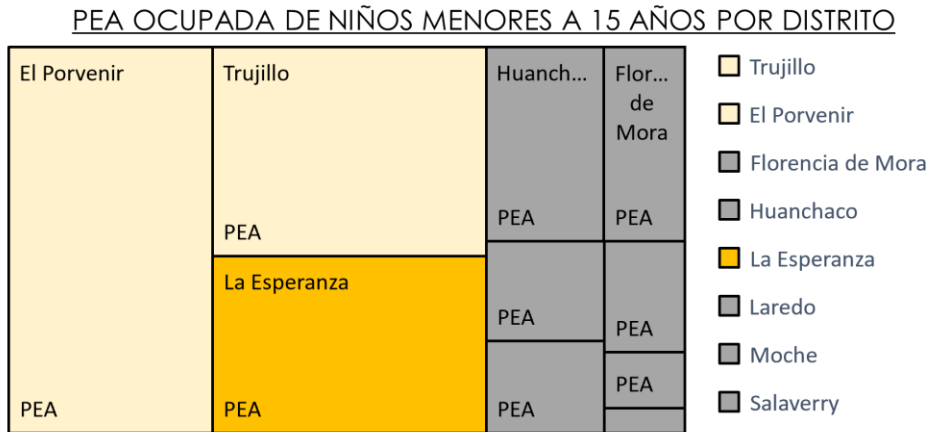 PEA OCUPADA DE NIÑOS MENORES A 15 AÑOS POR DISTRITO
El Porvenir
PEA
Trujillo
PEA
La Esperanza
PEA
Huanch...
PEA
PEA
PEA
Flor...
de
Mora
PEA
PEA
PEA
Trujillo
El Porvenir
Florencia de Mora
Huanchaco
La Esperanza
Laredo
Moche
Salaverry